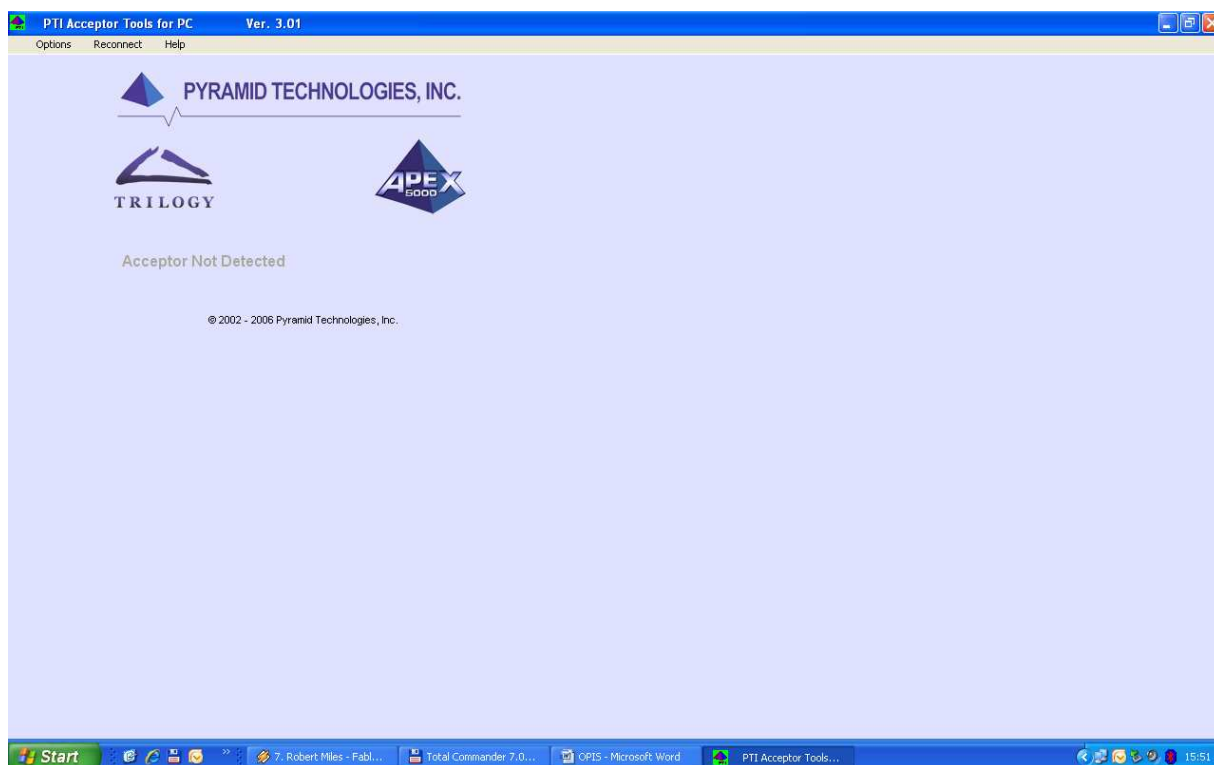 PTI Acceptor Tools for PC Ver. 3.01
Options Reconnect Help
PYRAMID TECHNOLOGIES, INC.
TRILOGY
APEX
5000
Acceptor Not Detected
© 2002 - 2006 Pyramid Technologies, Inc.
Start 7. Robert Miles - Fabl... Total Commander 7.0... OPIS - Microsoft Word PTI Acceptor Tools... 15:51